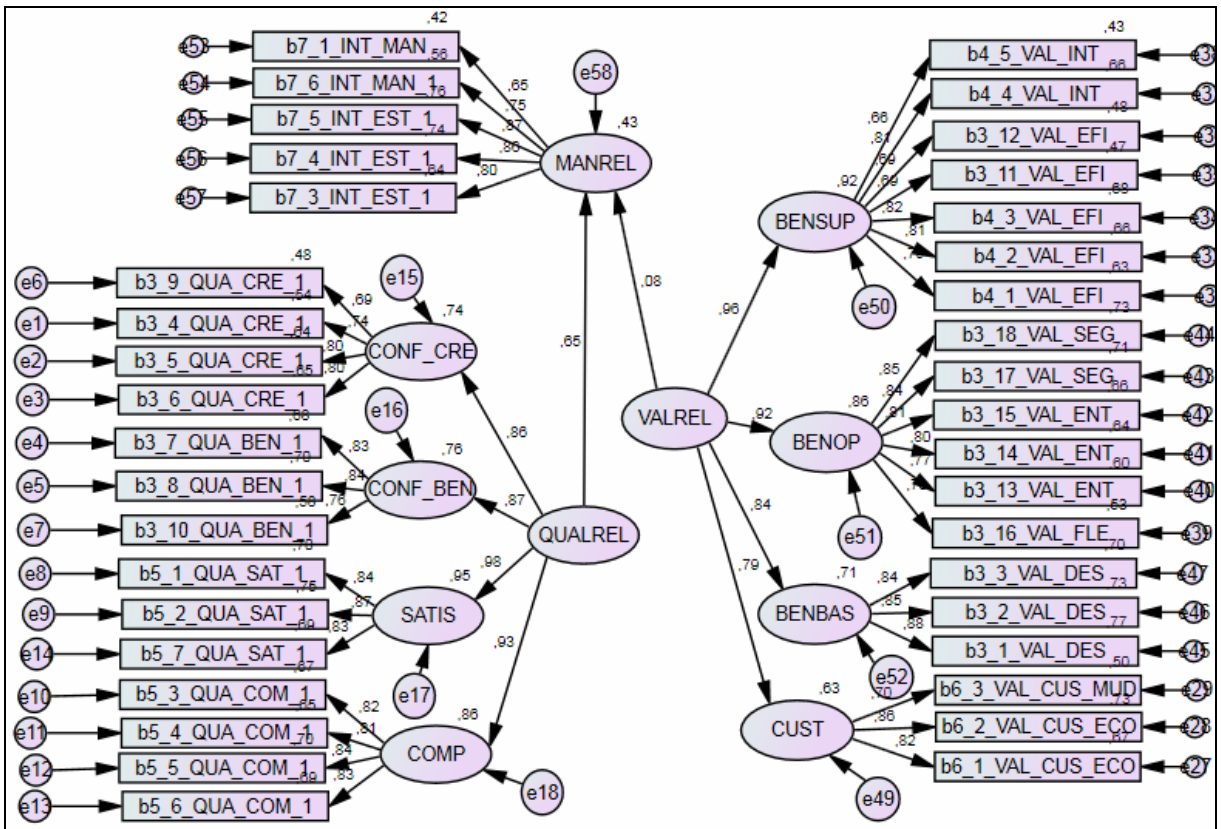 ,42
e53 b7_1_INT_MAN
,56
e54 b7_6_INT_MAN_1
,76
e55 b7_5_INT_EST_1
,74
e56 b7_4_INT_EST_1
,64
e57 b7_3_INT_EST_1
,65
,75
,87
,86
,80
e58
,43
MANREL
,48
e6 b3_9_QUA_CRE_1
,54
e1 b3_4_QUA_CRE_1
,64
e2 b3_5_QUA_CRE_1
,65
e3 b3_6_QUA_CRE_1
,69
,74
,80
,80
e15
,74
CONF_CRE
,68
e4 b3_7_QUA_BEN_1
,70
e5 b3_8_QUA_BEN_1
,58
e7 b3_10_QUA_BEN_1
,83
,84
,76
e16
,76
CONF_BEN
,70
e8 b5_1_QUA_SAT_1
,75
e9 b5_2_QUA_SAT_1
,69
e14 b5_7_QUA_SAT_1
,84
,87
,83
,95
SATIS
e17
,67
e10 b5_3_QUA_COM_1
,65
e11 b5_4_QUA_COM_1
,70
e12 b5_5_QUA_COM_1
,69
e13 b5_6_QUA_COM_1
,82
,81
,84
,83
,86
COMP
e18
QUALREL
,65
,86
,87
,98
,93
VALREL
,08
,96
,92
,84
,79
,43
b4_5_VAL_INT
,66
b4_4_VAL_INT
,48
b3_12_VAL_EFI
,47
b3_11_VAL_EFI
,68
b4_3_VAL_EFI
,66
b4_2_VAL_EFI
,63
b4_1_VAL_EFI
,66
,81
,69
,69
,82
,81
,92
BENSUP
e50
,73
b3_18_VAL_SEG e44
,71
b3_17_VAL_SEG e43
,66
b3_15_VAL_ENT e42
,64
b3_14_VAL_ENT e41
,60
b3_13_VAL_ENT e40
,53
b3_16_VAL_FLE e39
,85
,84
,81
,80
,77
,86
BENOP
e51
,70
b3_3_VAL_DES e47
,73
b3_2_VAL_DES e46
,77
b3_1_VAL_DES e45
,84
,85
,88
,71
BENBAS
e52
,50
b6_3_VAL_CUS_MUD e29
,73
b6_2_VAL_CUS_ECO e28
,67
b6_1_VAL_CUS_ECO e27
,70
,86
,82
,63
CUST
e49